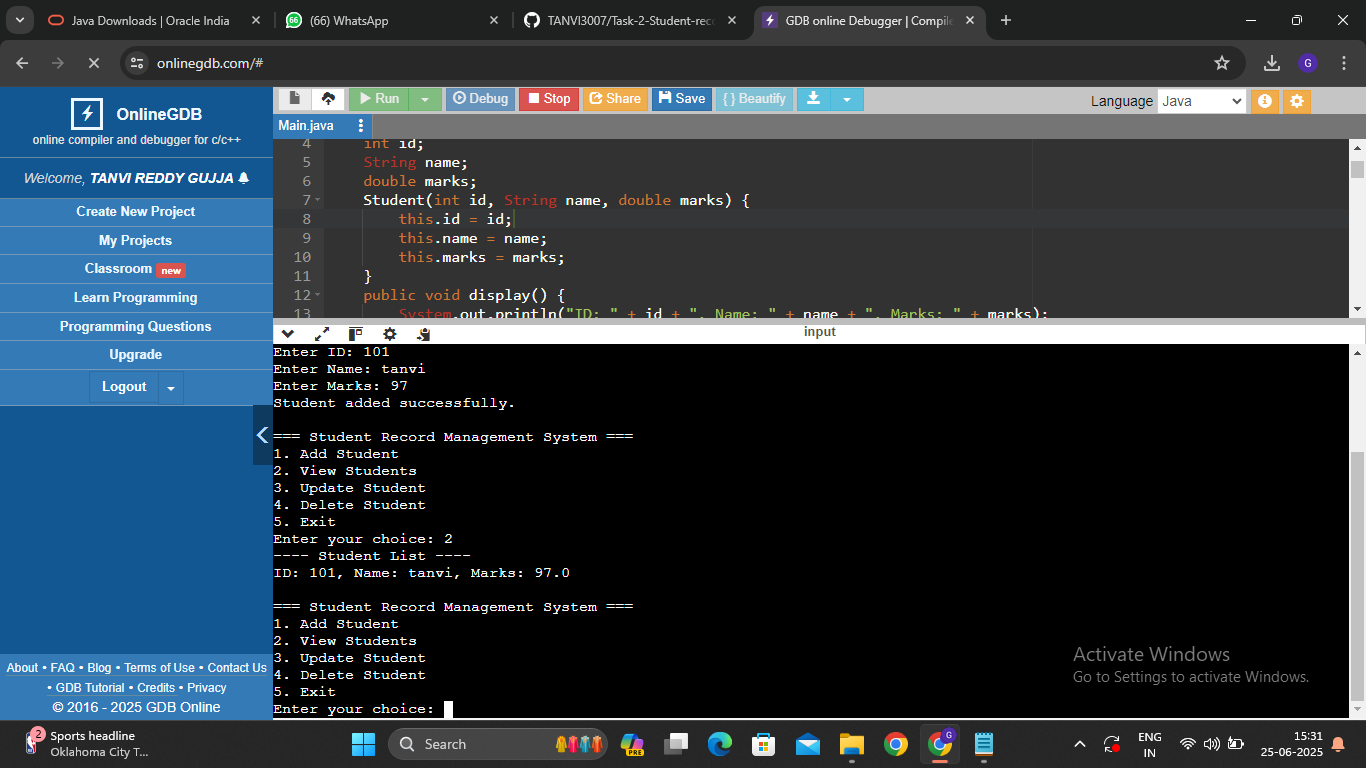 Java Downloads | Oracle India
(66) WhatsApp
TANVI3007/Task-2-Student-rec
GDB online Debugger | Compile
onlinegdb.com/#
G
OnlineGDB
online compiler and debugger for c/c++
Welcome, TANVI REDDY GUJJA
Create New Project
My Projects
Classroom new
Learn Programming
Programming Questions
Upgrade
Logout
About • FAQ • Blog • Terms of Use • Contact Us
• GDB Tutorial • Credits • Privacy
© 2016 - 2025 GDB Online
Run Debug Stop Share Save { } Beautify
Language Java
Main.java
4 int id;
5 String name;
6 double marks;
7 Student(int id, String name, double marks) {
8 this.id = id;
9 this.name = name;
10 this.marks = marks;
11 }
12 public void display() {
13 System.out.println("ID: " + id + ", Name: " + name + ", Marks: " + marks);
input
Enter ID: 101
Enter Name: tanvi
Enter Marks: 97
Student added successfully.
=== Student Record Management System ===
1. Add Student
2. View Students
3. Update Student
4. Delete Student
5. Exit
Enter your choice: 2
---- Student List ----
ID: 101, Name: tanvi, Marks: 97.0
=== Student Record Management System ===
1. Add Student
2. View Students
3. Update Student
4. Delete Student
5. Exit
Enter your choice:
Activate Windows
Go to Settings to activate Windows.
2
Sports headline
Oklahoma City T...
Search
PRE
G
ENG
IN
15:31
25-06-2025